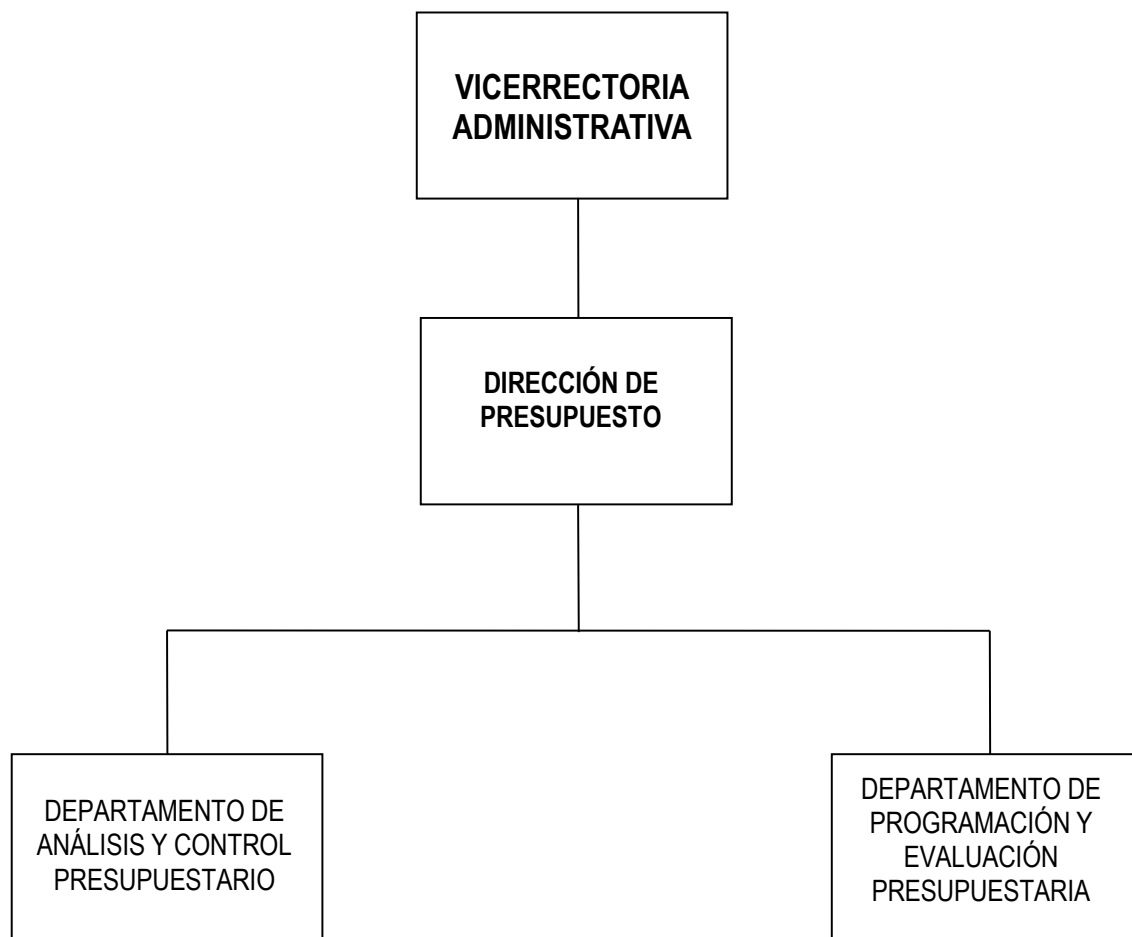 VICERRECTORIA
ADMINISTRATIVA
DIRECCIÓN DE
PRESUPUESTO
DEPARTAMENTO DE
ANÁLISIS Y CONTROL
PRESUPUESTARIO
DEPARTAMENTO DE
PROGRAMACIÓN Y
EVALUACIÓN
PRESUPUESTARIA